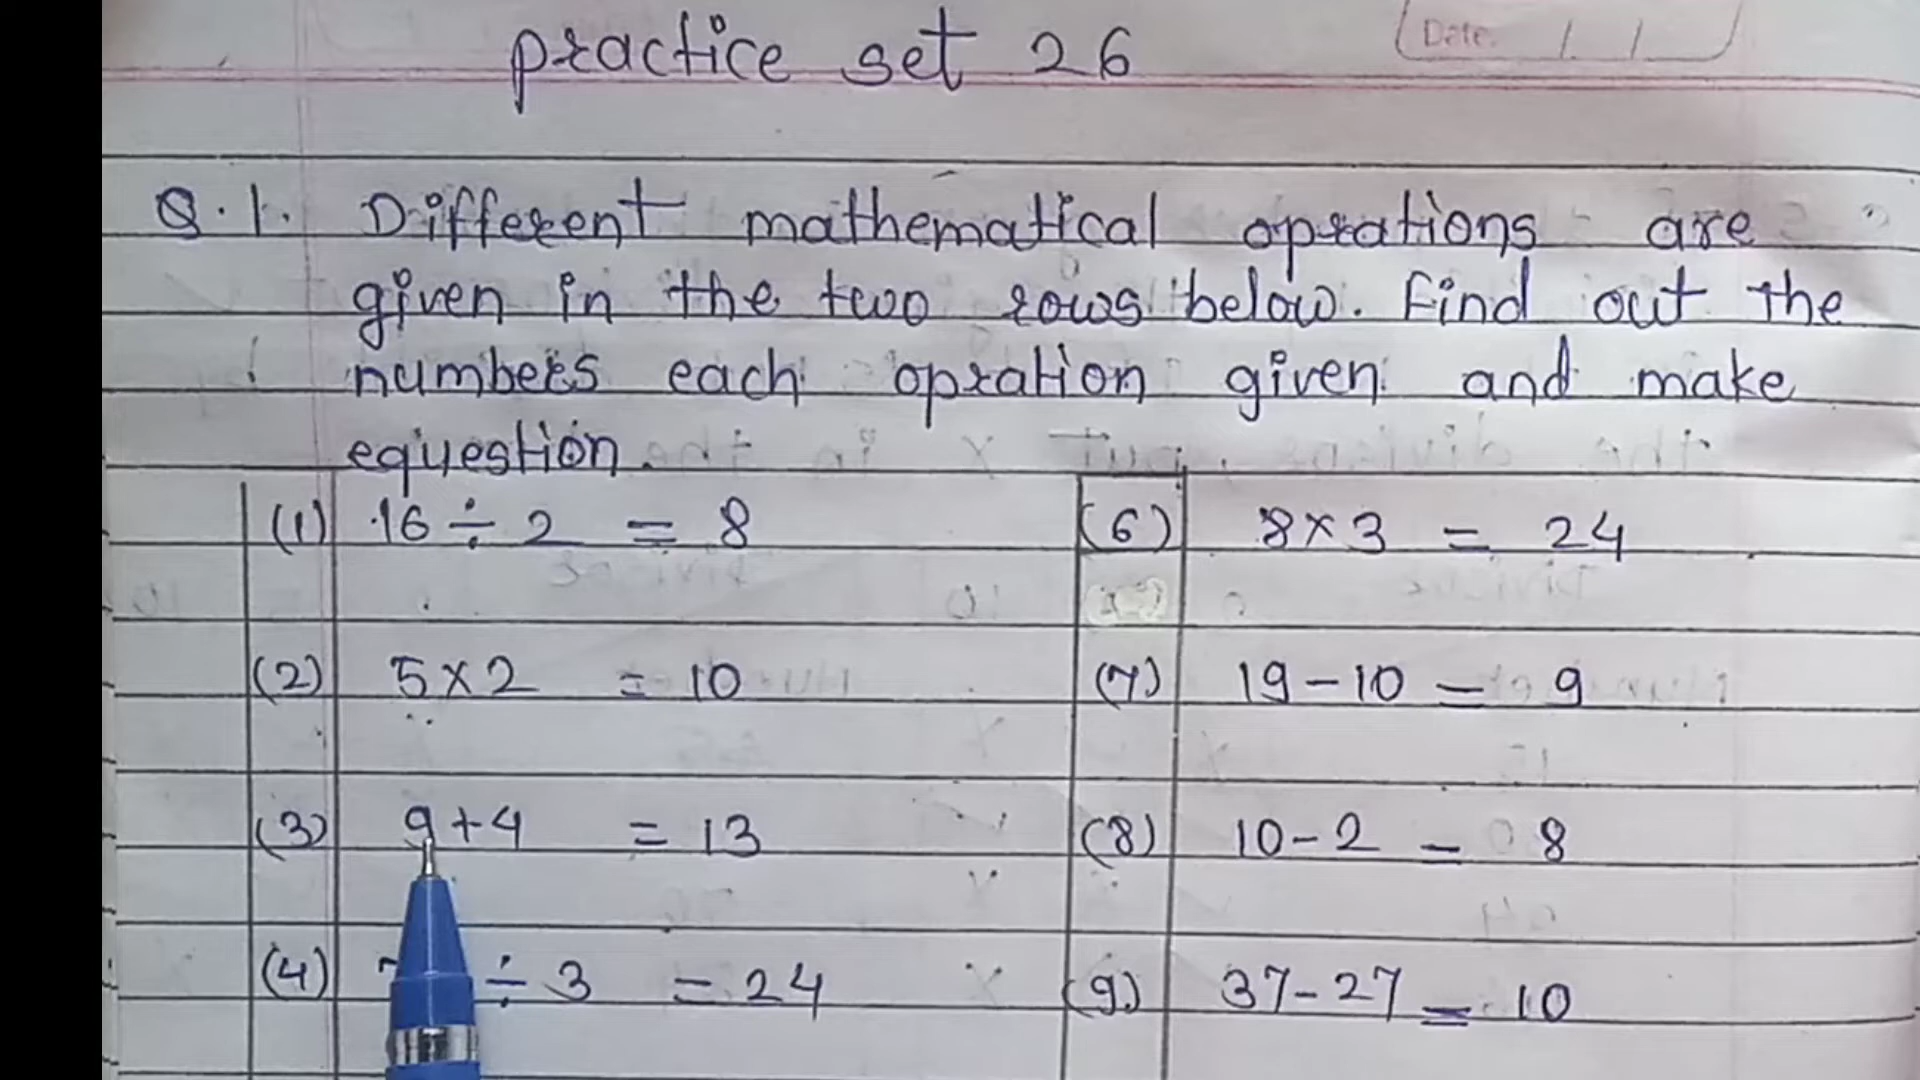 Date. / /
practice set 26
Q.1. Different mathematical oprations are
given in the two rows below. Find out the
numbers each opration given and make
equestion.
(1) 16 ÷ 2 = 8
(6) 8 × 3 = 24
(2) 5 × 2 = 10
(7) 19 - 10 = 9
(3) 9 + 4 = 13
(8) 10 - 2 = 8
(4) ÷ 3 = 24
(9) 37 - 27 = 10